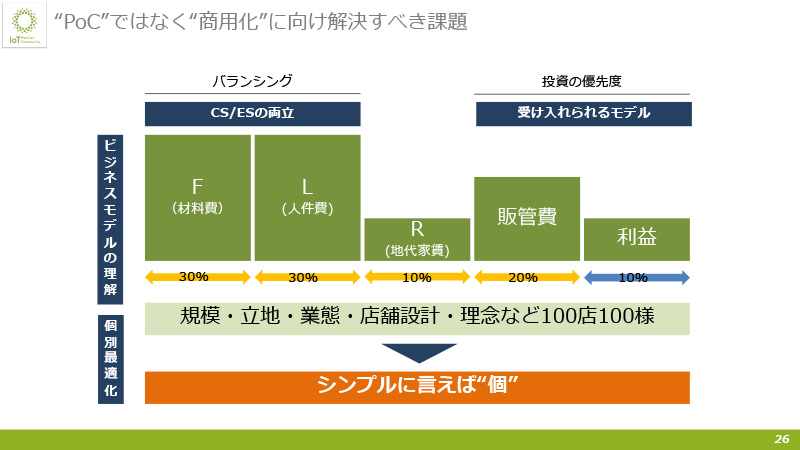 IoT Partner Community
“PoC”ではなく“商用化”に向け解決すべき課題
バランシング
投資の優先度
CS/ESの両立
受け入れられるモデル
ビジネスモデルの理解
F
（材料費）
L
(人件費)
R
(地代家賃)
販管費
利益
30%
30%
10%
20%
10%
規模・立地・業態・店舗設計・理念など100店100様
個別最適化
シンプルに言えば“個”
26